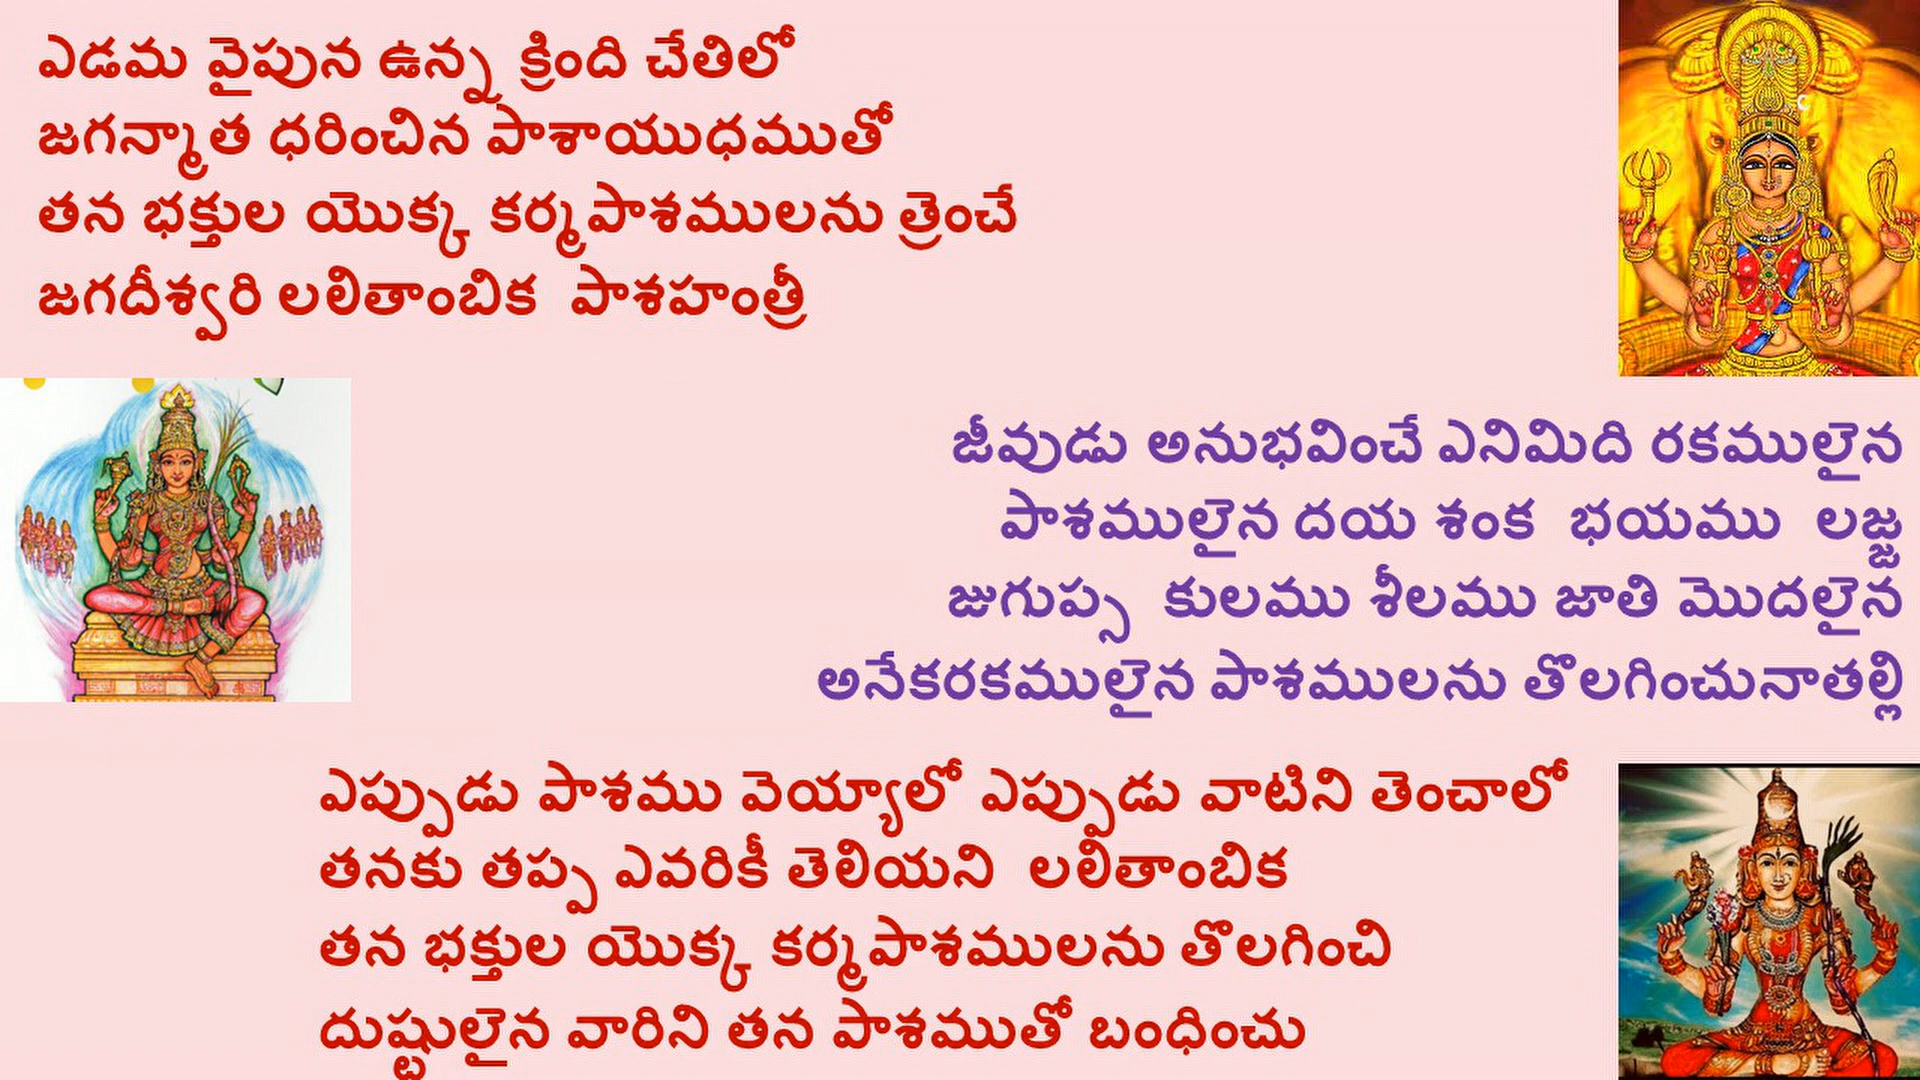 ఎడమ వైపున ఉన్న క్రింది చేతిలో
జగన్మాత ధరించిన పాశాయుధముతో
తన భక్తుల యొక్క కర్మపాశములను త్రెంచే
జగదీశ్వరి లలితాంబిక పాశహంత్రీ
జీవుడు అనుభవించే ఎనిమిది రకములైన
పాశములైన దయ శంక భయము లజ్జ
జుగుప్స కులము శీలము జాతి మొదలైన
అనేకరకములైన పాశములను తొలగించునాతల్లి
ఎప్పుడు పాశము వెయ్యాలో ఎప్పుడు వాటిని తెంచాలో
తనకు తప్ప ఎవరికీ తెలియని లలితాంబిక
తన భక్తుల యొక్క కర్మపాశములను తొలగించి
దుష్టులైన వారిని తన పాశముతో బంధించు